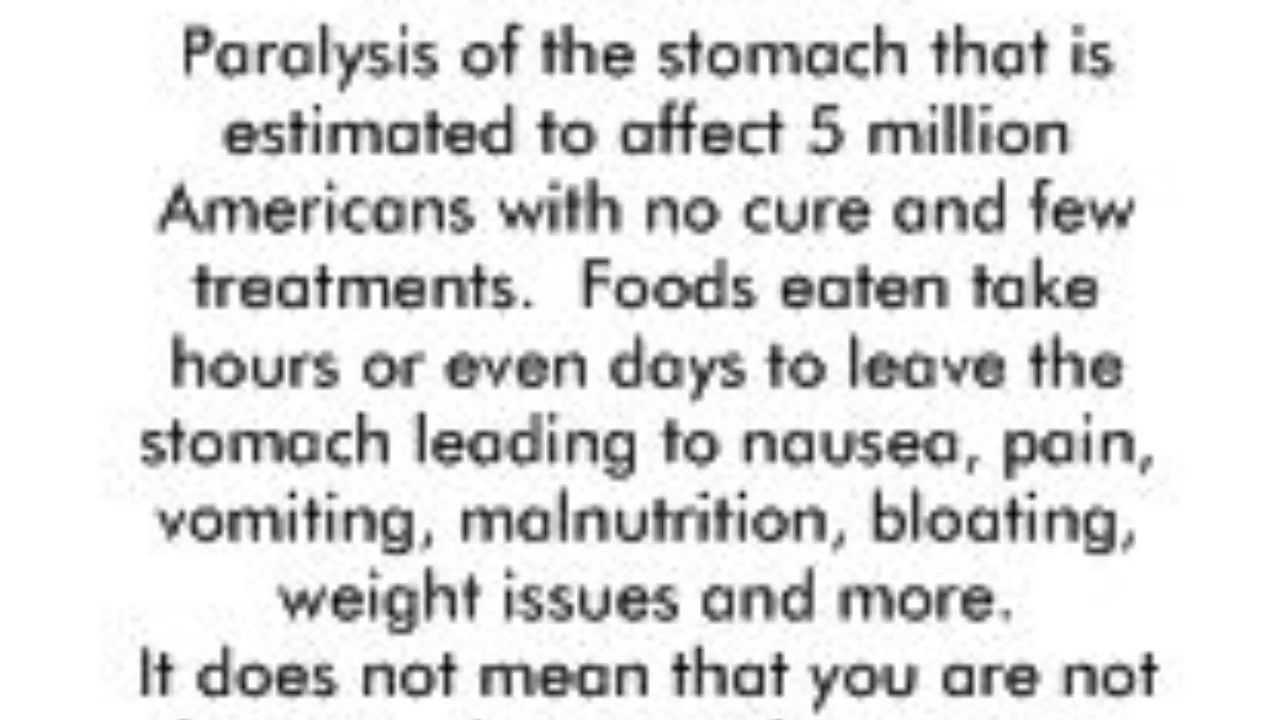 Paralysis of the stomach that is
estimated to affect 5 million
Americans with no cure and few
treatments.  Foods eaten take
hours or even days to leave the
stomach leading to nausea, pain,
vomiting, malnutrition, bloating,
weight issues and more.
It does not mean that you are not